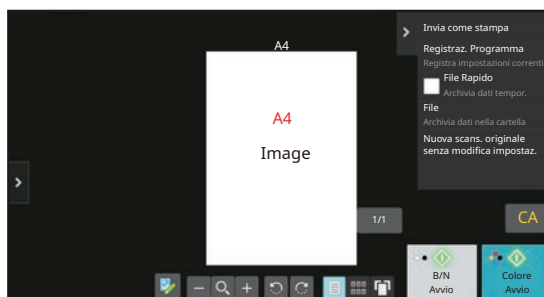 A4
A4
Image
Invia come stampa
Registraz. Programma
Registra impostazioni correnti
File Rapido
Archivia dati tempor.
File
Archivia dati nella cartella
Nuova scans. originale
senza modifica impostaz.
1/1
CA
B/N
Avvio
Colore
Avvio